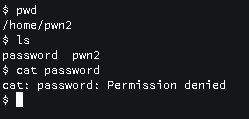 $ pwd
/home/pwn2
$ ls
password  pwn2
$ cat password
cat: password: Permission denied
$